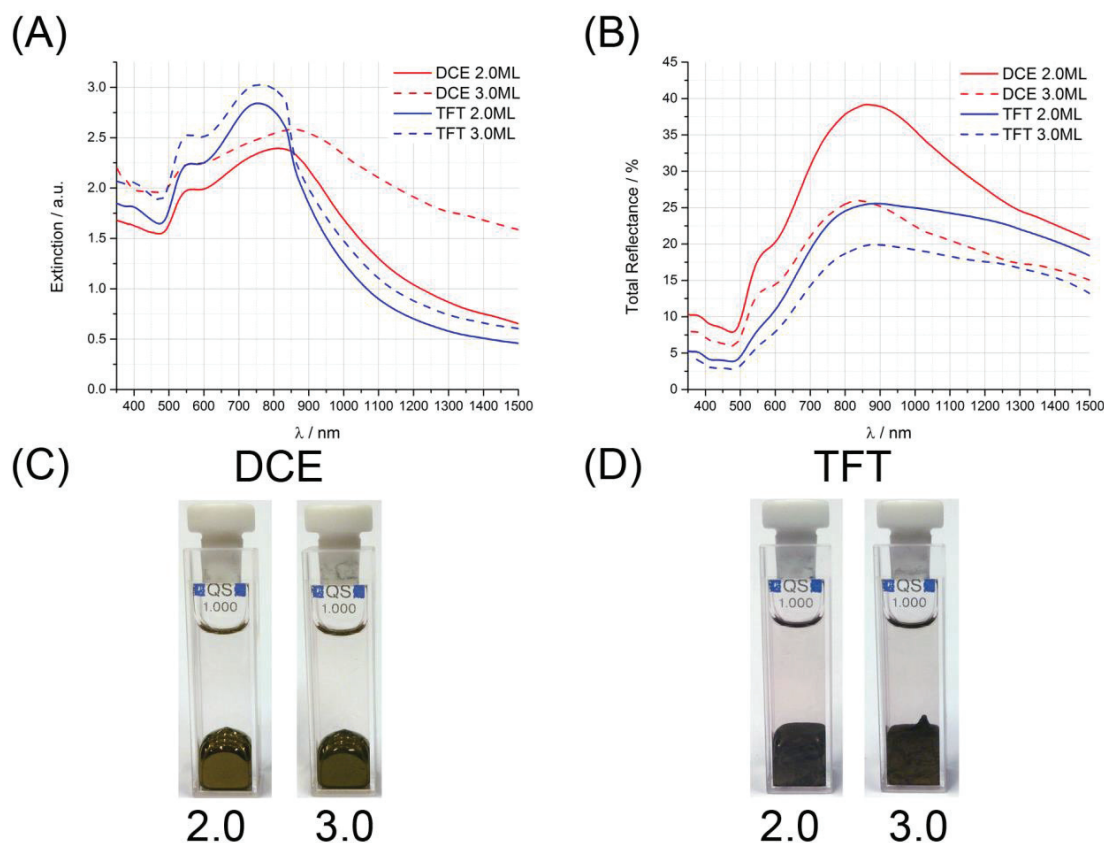 (A)
DCE 2.0ML
DCE 3.0ML
TFT 2.0ML
TFT 3.0ML
3.0
2.5
2.0
1.5
1.0
0.5
0.0
Extinction / a.u.
400 500 600 700 800 900 1000 1100 1200 1300 1400 1500
λ / nm
(B)
DCE 2.0ML
DCE 3.0ML
TFT 2.0ML
TFT 3.0ML
45
40
35
30
25
20
15
10
5
0
Total Reflectance / %
400 500 600 700 800 900 1000 1100 1200 1300 1400 1500
λ / nm
(C) DCE
QS
1.000
QS
1.000
2.0 3.0
(D) TFT
QS
1.000
QS
1.000
2.0 3.0